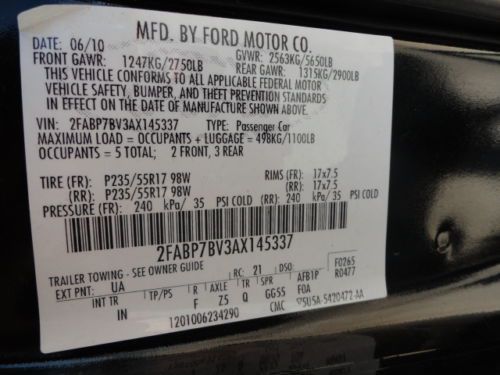 MFD. BY FORD MOTOR CO.
DATE: 06/10 GVWR: 2563KG/5650LB
FRONT GAWR: 1247KG/2750LB REAR GAWR: 1315KG/2900LB
THIS VEHICLE CONFORMS TO ALL APPLICABLE FEDERAL MOTOR
VEHICLE SAFETY, BUMPER, AND THEFT PREVENTION STANDARDS
IN EFFECT ON THE DATE OF MANUFACTURE SHOWN ABOVE.
VIN: 2FABP7BV3AX145337 TYPE: Passenger Car
MAXIMUM LOAD = OCCUPANTS + LUGGAGE = 498KG/1100LB
OCCUPANTS = 5 TOTAL; 2 FRONT, 3 REAR
TIRE (FR): P235/55R17 98W RIMS (FR): 17x7.5
(RR): P235/55R17 98W (RR): 17x7.5
PRESSURE (FR): 240 kPa/ 35 PSI COLD (RR): 240 kPa/ 35 PSI COLD
2FABP7BV3AX145337
TRAILER TOWING - SEE OWNER GUIDE
F0265
EXT PNT: UA RC: 21 DSO: AFB1P R0477
INT TR TP/PS R AXLE TR SPR F0A
IN F Z5 Q GG55
1201006234290 CMC 5U5A-5420472-AA